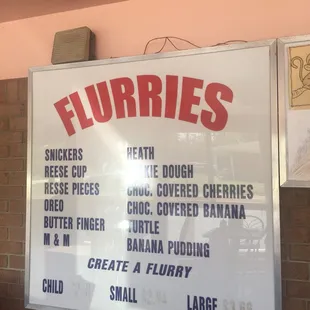 FLURRIES
SNICKERS
REESE CUP
RESSE PIECES
OREO
BUTTER FINGER
M & M
HEATH
KIE DOUGH
CHOC. COVERED CHERRIES
CHOC. COVERED BANANA
TURTLE
BANANA PUDDING
CREATE A FLURRY
CHILD
SMALL
LARGE